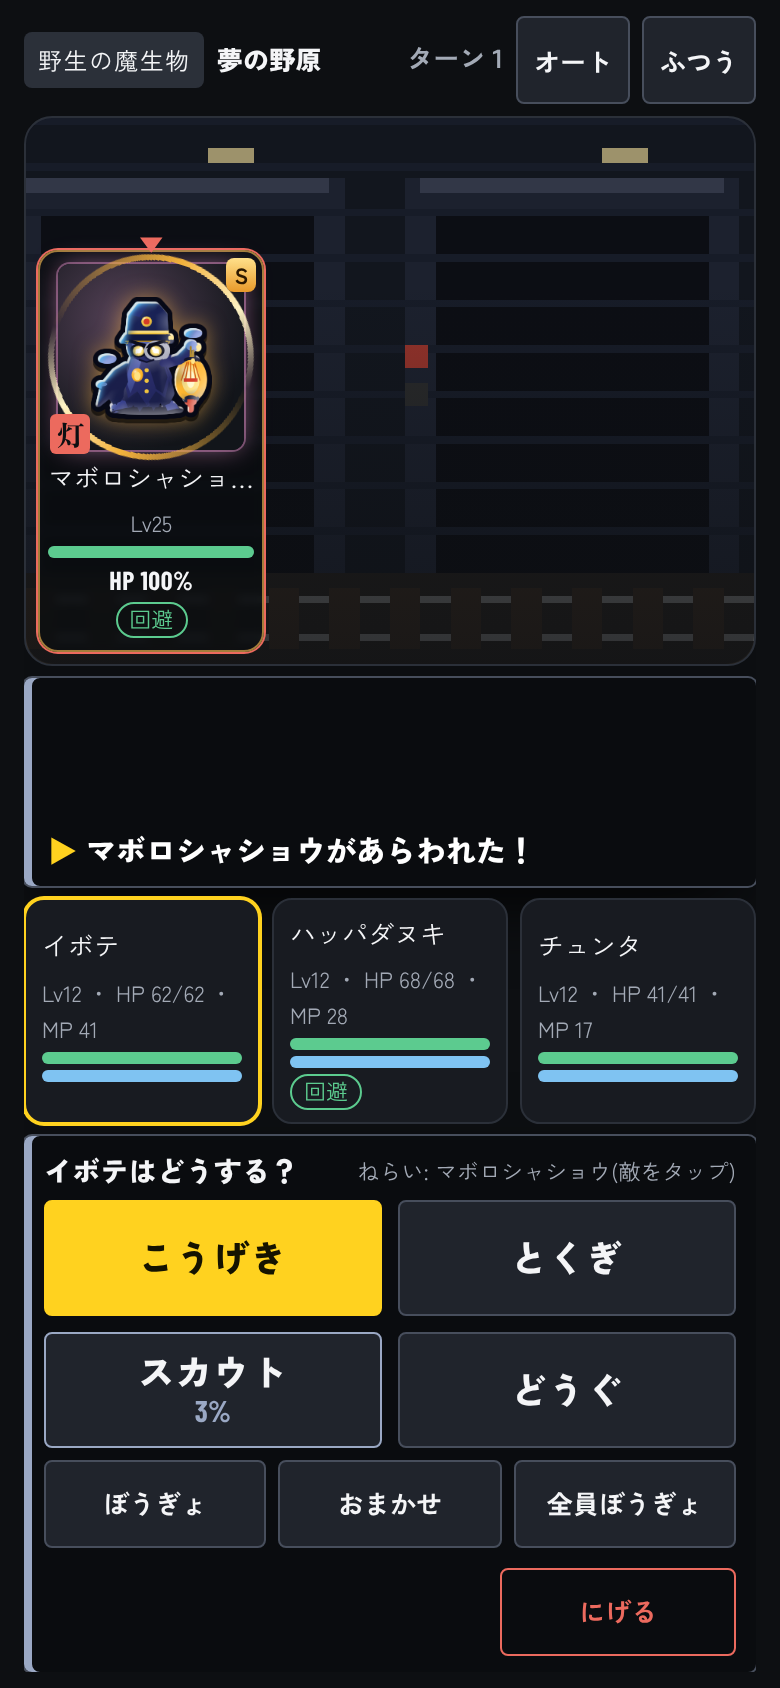 野生の魔生物 夢の野原 ターン 1 オート ふつう
S
灯
マボロシャショ…
Lv25
HP 100%
回避
▶ マボロシャショウがあらわれた！
イボテ
Lv12 ・ HP 62/62 ・
MP 41
ハッパダヌキ
Lv12 ・ HP 68/68 ・
MP 28
回避
チュンタ
Lv12 ・ HP 41/41 ・
MP 17
イボテはどうする？ ねらい: マボロシャショウ(敵をタップ)
こうげき とくぎ
スカウト
3%
どうぐ
ぼうぎょ おまかせ 全員ぼうぎょ
にげる